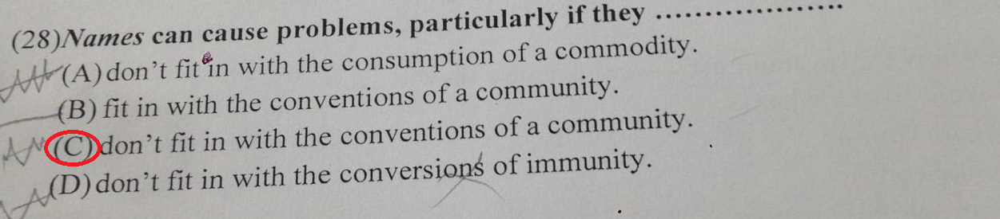 (28)Names can cause problems, particularly if they ....................
(A)don't fit in with the consumption of a commodity.
(B) fit in with the conventions of a community.
(C)don't fit in with the conventions of a community.
(D)don't fit in with the conversions of immunity.